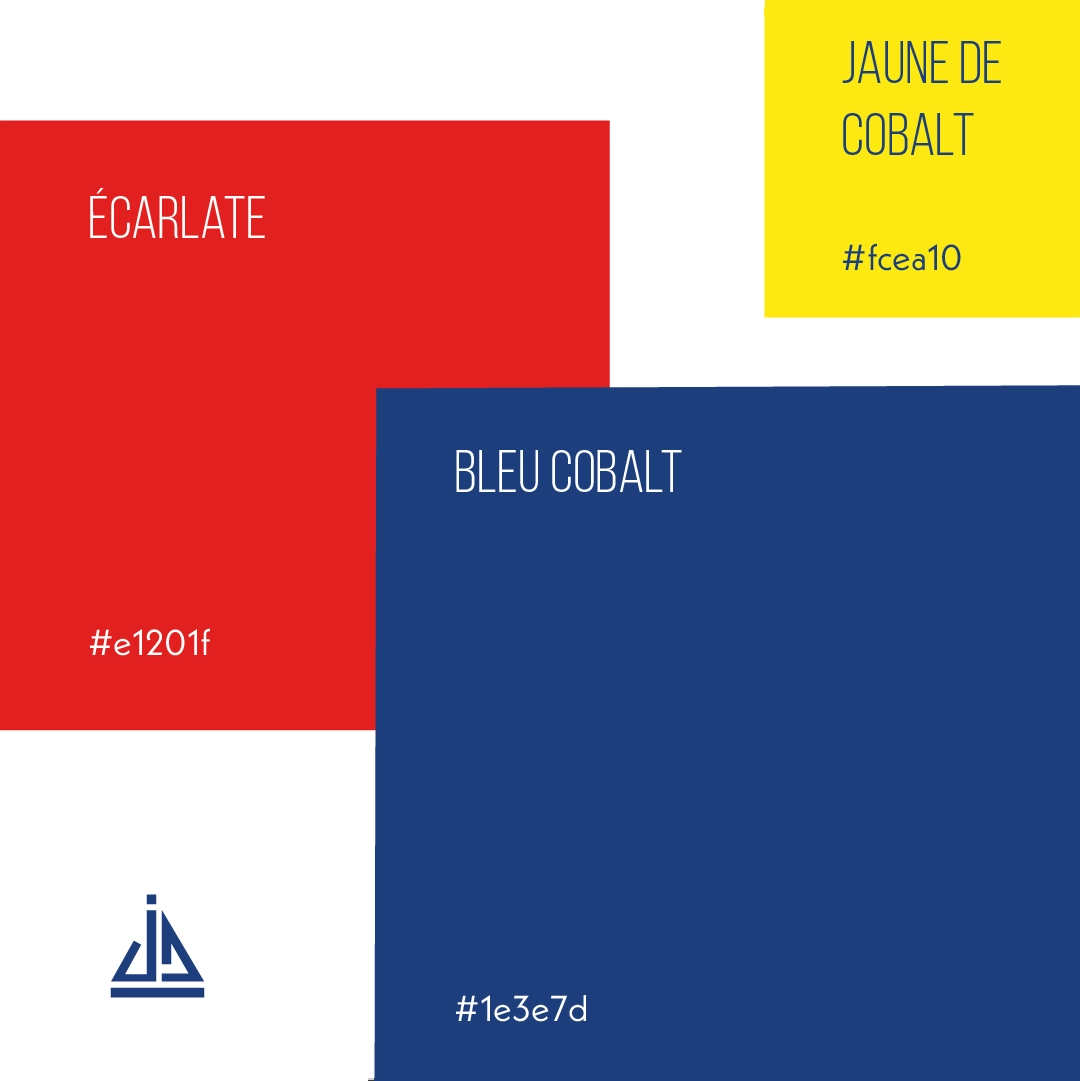 JAUNE DE
COBALT
#fcea10
ÉCARLATE
#e1201f
BLEU COBALT
#1e3e7d